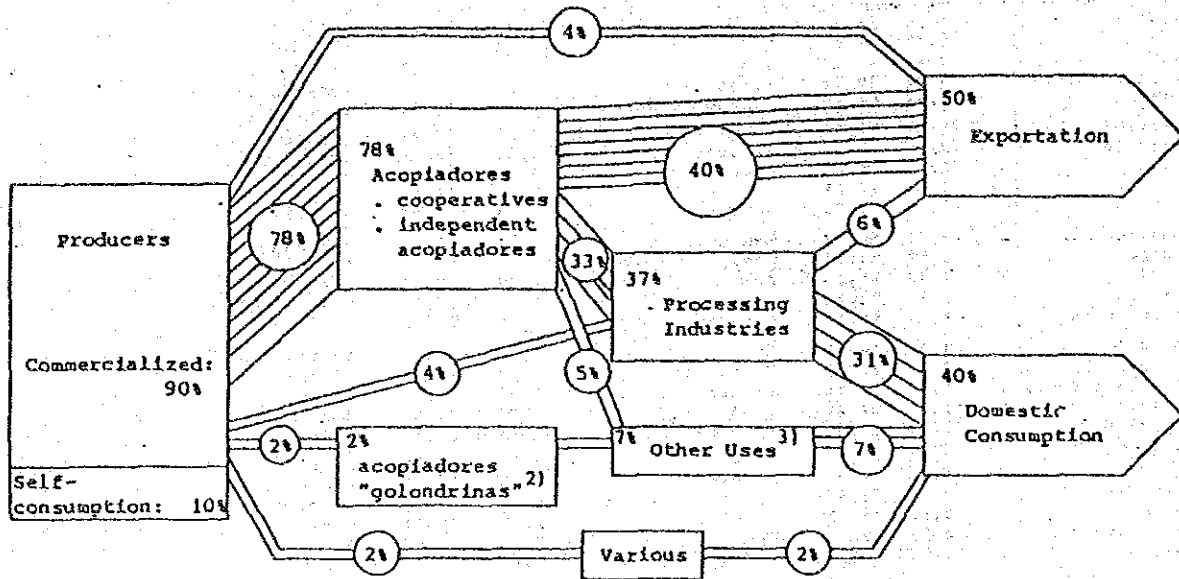 4%
50%
Exportation
78%
Acopiadores
. cooperatives
. independent
acopiadores
40%
Producers
78%
6%
33%
37%
. Processing
Industries
Commercialized:
90%
4%
5%
31%
40%
Domestic
Consumption
2%
2%
acopiadores
"golondrinas" 2)
7%
Other Uses 3)
7%
Self-
consumption: 10%
2%
Various
2%